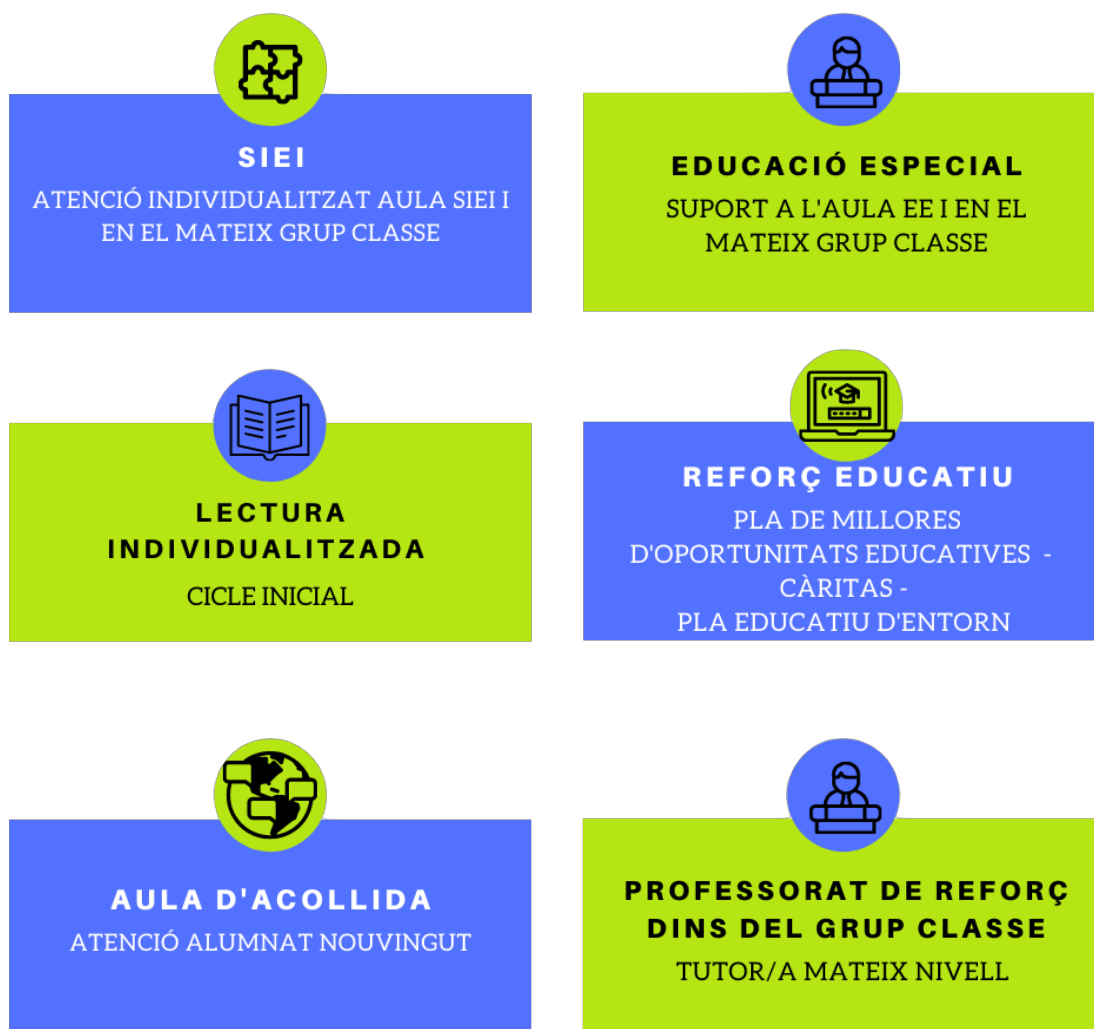 SIEI
ATENCIÓ INDIVIDUALITZAT AULA SIEI I
EN EL MATEIX GRUP CLASSE
EDUCACIÓ ESPECIAL
SUPORT A L'AULA EE I EN EL
MATEIX GRUP CLASSE
LECTURA
INDIVIDUALITZADA
CICLE INICIAL
REFORÇ EDUCATIU
PLA DE MILLORES
D'OPORTUNITATS EDUCATIVES -
CÀRITAS -
PLA EDUCATIU D'ENTORN
AULA D'ACOLLIDA
ATENCIÓ ALUMNAT NOUVINGUT
PROFESSORAT DE REFORÇ
DINS DEL GRUP CLASSE
TUTOR/A MATEIX NIVELL